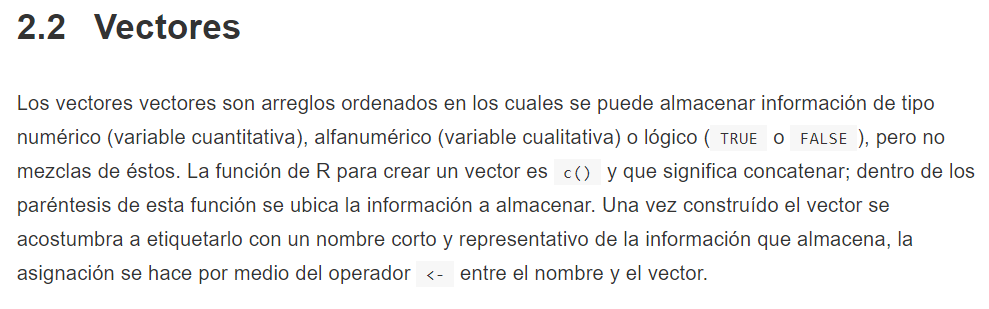 2.2 Vectores
Los vectores vectores son arreglos ordenados en los cuales se puede almacenar información de tipo
numérico (variable cuantitativa), alfanumérico (variable cualitativa) o lógico ( TRUE o FALSE ), pero no
mezclas de éstos. La función de R para crear un vector es c() y que significa concatenar; dentro de los
paréntesis de esta función se ubica la información a almacenar. Una vez construído el vector se
acostumbra a etiquetarlo con un nombre corto y representativo de la información que almacena, la
asignación se hace por medio del operador <- entre el nombre y el vector.